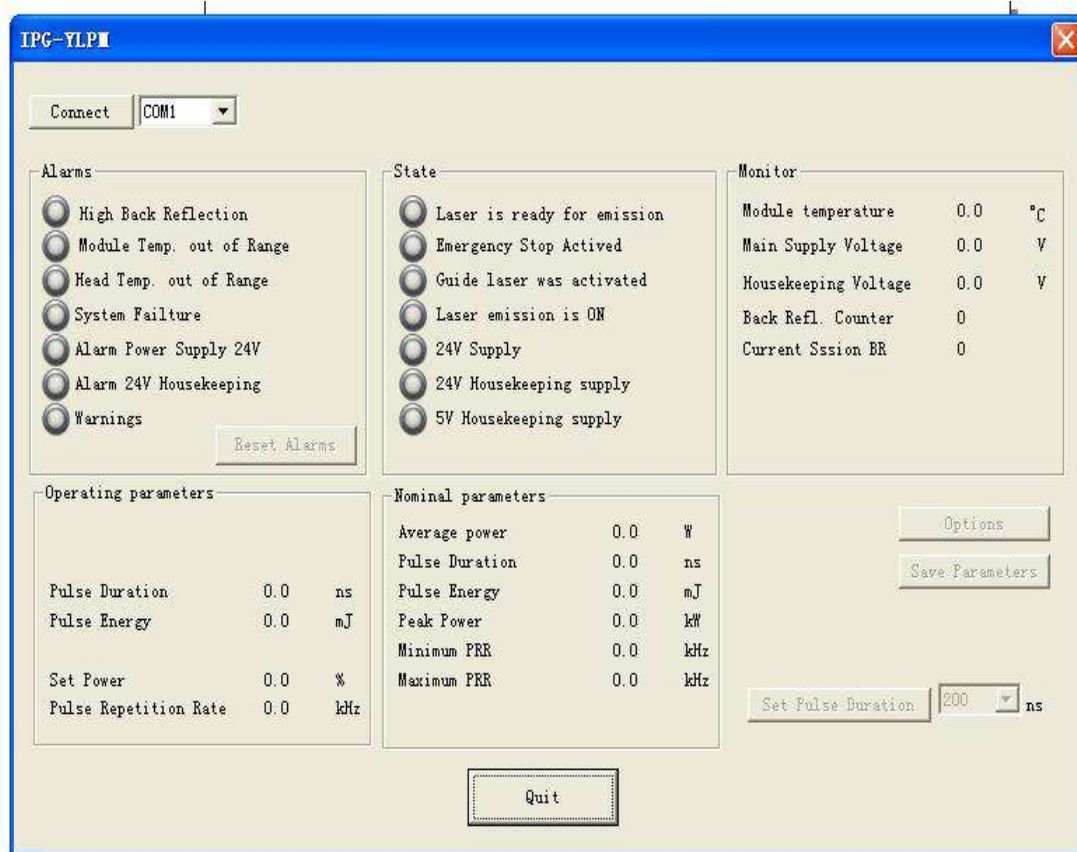 IPG-YLPM
Connect
COM1
Alarms
High Back Reflection
Module Temp. out of Range
Head Temp. out of Range
System Failture
Alarm Power Supply 24V
Alarm 24V Housekeeping
Warnings
Reset Alarms
State
Laser is ready for emission
Emergency Stop Actived
Guide laser was activated
Laser emission is ON
24V Supply
24V Housekeeping supply
5V Housekeeping supply
Monitor
Module temperature 0.0 °C
Main Supply Voltage 0.0 V
Housekeeping Voltage 0.0 V
Back Refl. Counter 0
Current Sssion BR 0
Operating parameters
Pulse Duration 0.0 ns
Pulse Energy 0.0 mJ
Set Power 0.0 %
Pulse Repetition Rate 0.0 kHz
Nominal parameters
Average power 0.0 W
Pulse Duration 0.0 ns
Pulse Energy 0.0 mJ
Peak Power 0.0 kW
Minimum PRR 0.0 kHz
Maximum PRR 0.0 kHz
Options
Save Parameters
Set Pulse Duration 200 ns
Quit